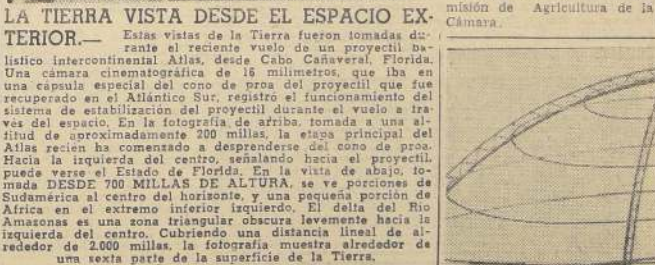 LA TIERRA VISTA DESDE EL ESPACIO EX-
TERIOR.— Estas vistas de la Tierra fueron tomadas du-
rante el reciente vuelo de un proyectil ba-
lístico intercontinental Atlas, desde Cabo Cañaveral, Florida.
Una cámara cinematográfica de 16 milímetros, que iba en
una cápsula especial del cono de proa del proyectil que fue
recuperado en el Atlántico Sur, registró el funcionamiento del
sistema de estabilización del proyectil durante el vuelo a tra-
vés del espacio. En la fotografía de arriba, tomada a una al-
titud de aproximadamente 200 millas, la etapa principal del
Atlas recien ha comenzado a desprenderse del cono de proa.
Hacia la izquierda del centro, señalando hacia el proyectil,
puede verse el Estado de Florida. En la vista de abajo, to-
mada DESDE 700 MILLAS DE ALTURA, se ve porciones de
Sudamérica al centro del horizonte, y una pequeña porción de
Africa en el extremo inferior izquierdo. El delta del Río
Amazonas es una zona triangular obscura levemente hacia la
izquierda del centro. Cubriendo una distancia lineal de al-
rededor de 2.000 millas, la fotografía muestra alrededor de
una sexta parte de la superficie de la Tierra.
misión de Agricultura de la
Cámara.